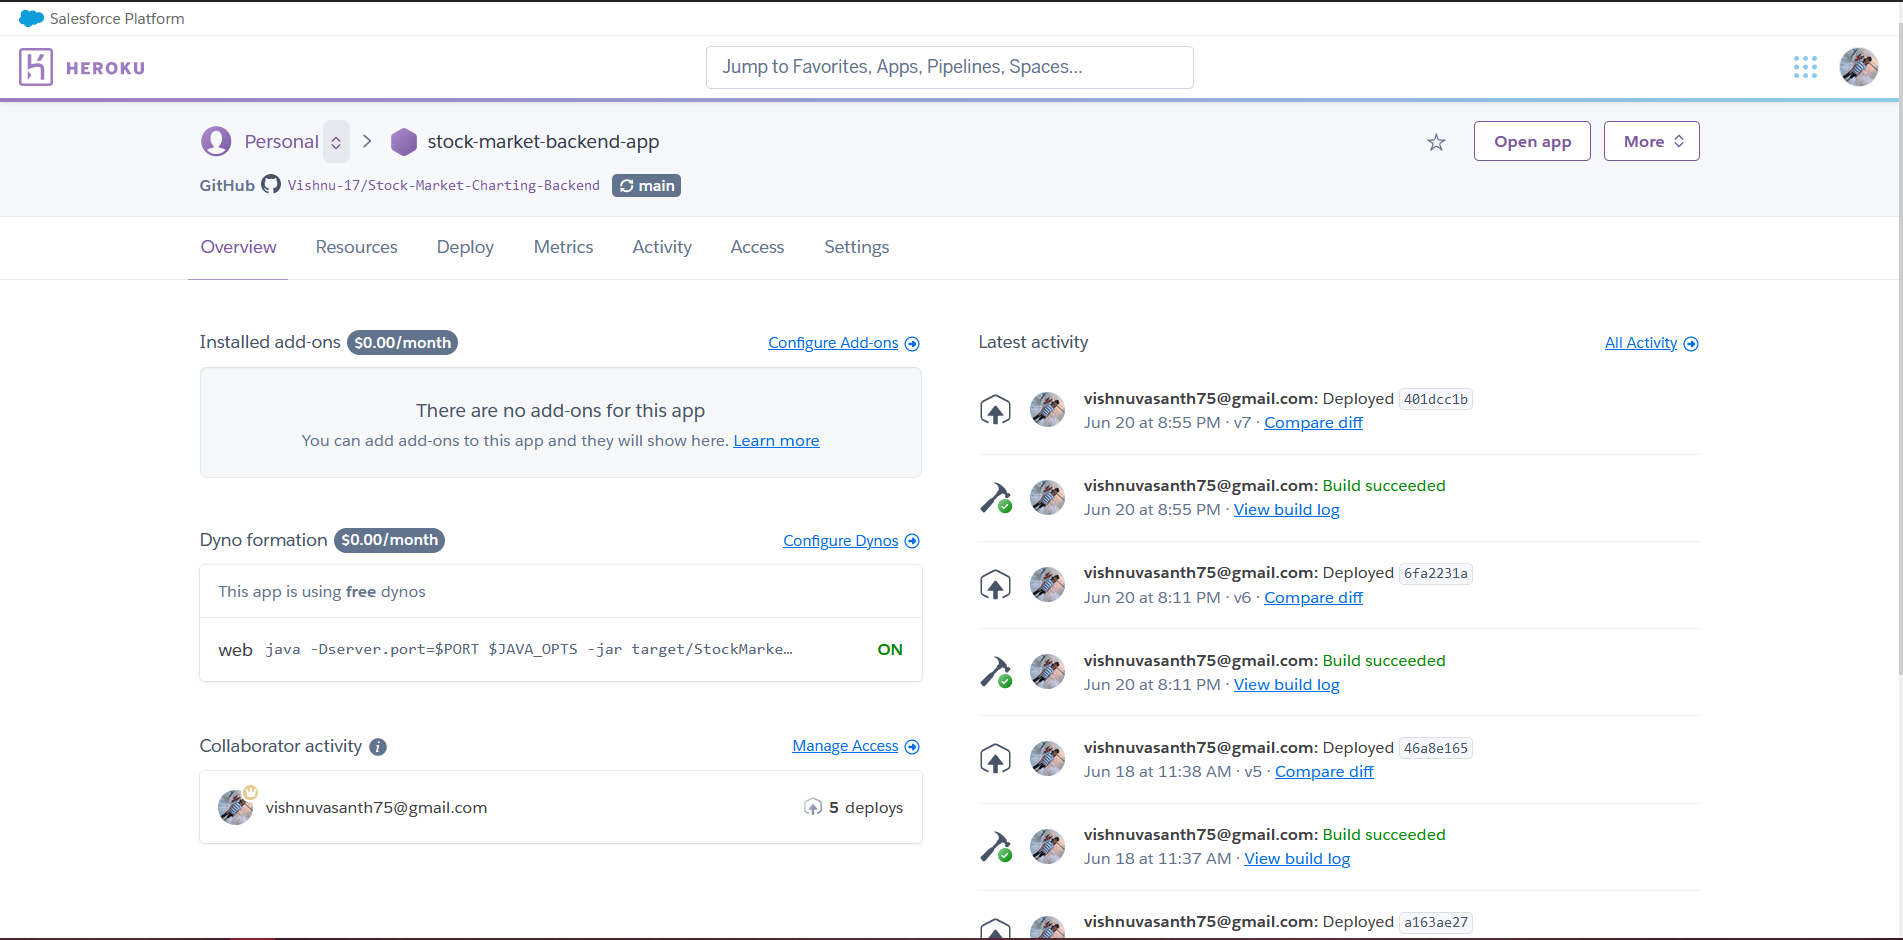 Salesforce Platform
HEROKU
Jump to Favorites, Apps, Pipelines, Spaces...
Personal
stock-market-backend-app
Open app
More
GitHub Vishnu-17/Stock-Market-Charting-Backend main
Overview Resources Deploy Metrics Activity Access Settings
Installed add-ons $0.00/month Configure Add-ons
There are no add-ons for this app
You can add add-ons to this app and they will show here. Learn more
Dyno formation $0.00/month Configure Dynos
This app is using free dynos
web java -Dserver.port=$PORT $JAVA_OPTS -jar target/StockMarke… ON
Collaborator activity i Manage Access
vishnuvasanth75@gmail.com 5 deploys
Latest activity All Activity
vishnuvasanth75@gmail.com: Deployed 401dcc1b
Jun 20 at 8:55 PM · v7 · Compare diff
vishnuvasanth75@gmail.com: Build succeeded
Jun 20 at 8:55 PM · View build log
vishnuvasanth75@gmail.com: Deployed 6fa2231a
Jun 20 at 8:11 PM · v6 · Compare diff
vishnuvasanth75@gmail.com: Build succeeded
Jun 20 at 8:11 PM · View build log
vishnuvasanth75@gmail.com: Deployed 46a8e165
Jun 18 at 11:38 AM · v5 · Compare diff
vishnuvasanth75@gmail.com: Build succeeded
Jun 18 at 11:37 AM · View build log
vishnuvasanth75@gmail.com: Deployed a163ae27